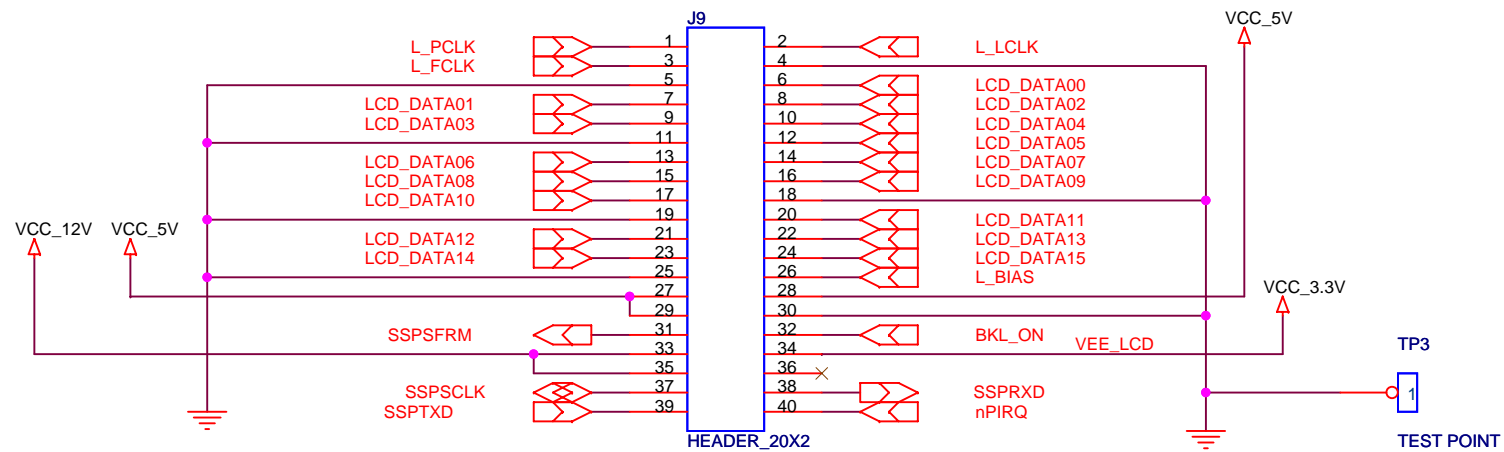 J9
VCC_5V
L_PCLK 1 2 L_LCLK
L_FCLK 3 4
5 6 LCD_DATA00
LCD_DATA01 7 8 LCD_DATA02
LCD_DATA03 9 10 LCD_DATA04
11 12 LCD_DATA05
LCD_DATA06 13 14 LCD_DATA07
LCD_DATA08 15 16 LCD_DATA09
LCD_DATA10 17 18
19 20 LCD_DATA11
VCC_12V VCC_5V
LCD_DATA12 21 22 LCD_DATA13
LCD_DATA14 23 24 LCD_DATA15
25 26 L_BIAS
27 28
VCC_3.3V
29 30
SSPSFRM 31 32 BKL_ON
33 34 VEE_LCD
TP3
35 36
SSPSCLK 37 38 SSPRXD
1
SSPTXD 39 40 nPIRQ
HEADER_20X2
TEST POINT